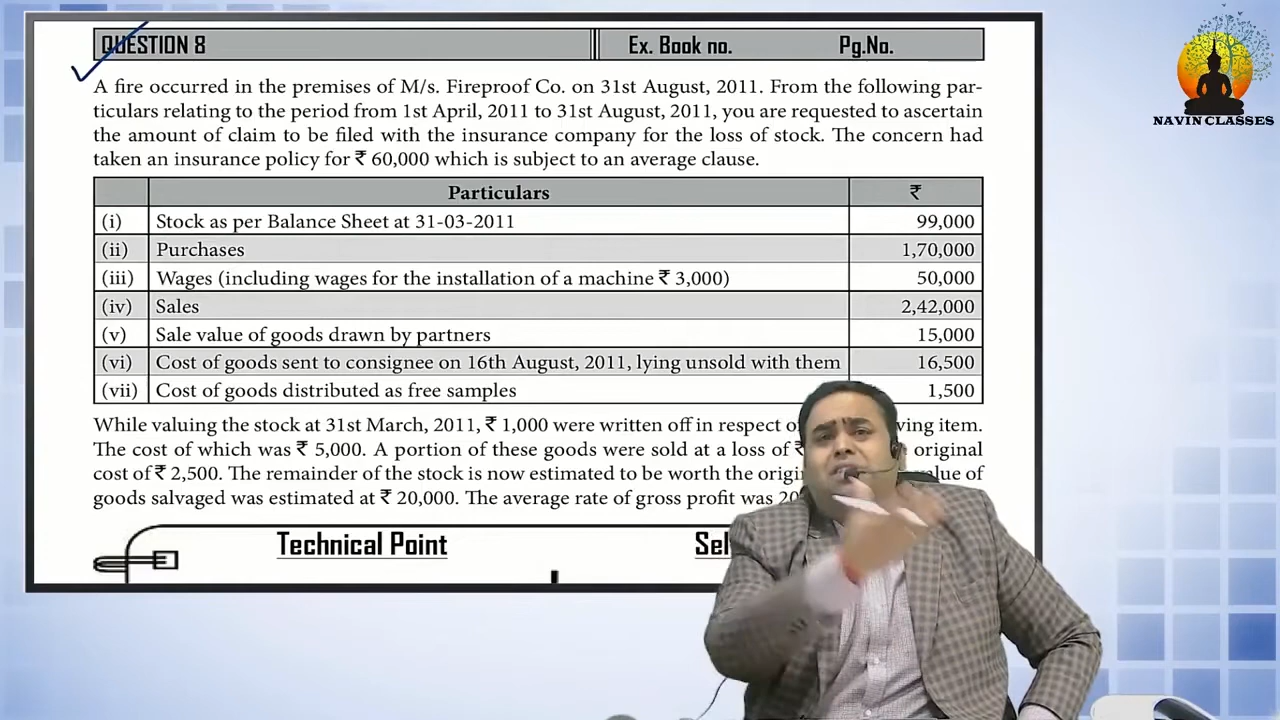 QUESTION 8 Ex. Book no. Pg.No.
NAVIN CLASSES
A fire occurred in the premises of M/s. Fireproof Co. on 31st August, 2011. From the following par-
ticulars relating to the period from 1st April, 2011 to 31st August, 2011, you are requested to ascertain
the amount of claim to be filed with the insurance company for the loss of stock. The concern had
taken an insurance policy for ₹ 60,000 which is subject to an average clause.
Particulars ₹
(i) Stock as per Balance Sheet at 31-03-2011 99,000
(ii) Purchases 1,70,000
(iii) Wages (including wages for the installation of a machine ₹ 3,000) 50,000
(iv) Sales 2,42,000
(v) Sale value of goods drawn by partners 15,000
(vi) Cost of goods sent to consignee on 16th August, 2011, lying unsold with them 16,500
(vii) Cost of goods distributed as free samples 1,500
While valuing the stock at 31st March, 2011, ₹ 1,000 were written off in respect item.
The cost of which was ₹ 5,000. A portion of these goods were sold at a loss of original
cost of ₹ 2,500. The remainder of the stock is now estimated to be worth the of
goods salvaged was estimated at ₹ 20,000. The average rate of gross profit was
Technical Point